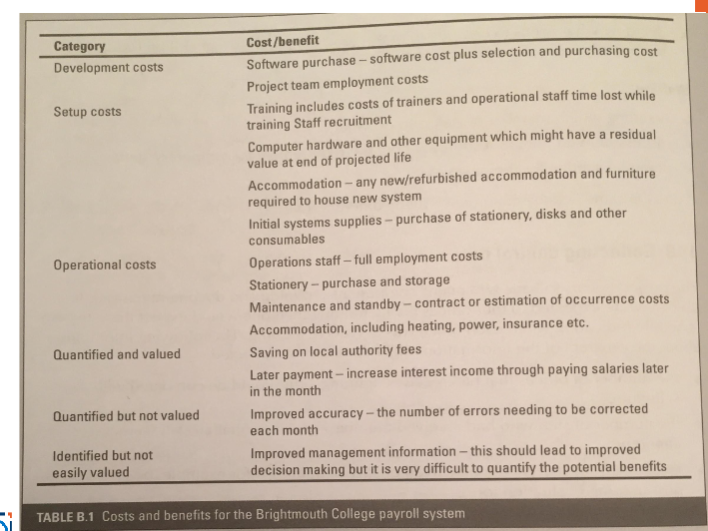 Category Cost/benefit
Development costs Software purchase – software cost plus selection and purchasing cost
Project team employment costs
Setup costs Training includes costs of trainers and operational staff time lost while
training Staff recruitment
Computer hardware and other equipment which might have a residual
value at end of projected life
Accommodation – any new/refurbished accommodation and furniture
required to house new system
Initial systems supplies – purchase of stationery, disks and other
consumables
Operational costs Operations staff – full employment costs
Stationery – purchase and storage
Maintenance and standby – contract or estimation of occurrence costs
Accommodation, including heating, power, insurance etc.
Quantified and valued Saving on local authority fees
Later payment – increase interest income through paying salaries later
in the month
Quantified but not valued Improved accuracy – the number of errors needing to be corrected
each month
Identified but not Improved management information – this should lead to improved
easily valued decision making but it is very difficult to quantify the potential benefits
TABLE B.1 Costs and benefits for the Brightmouth College payroll system